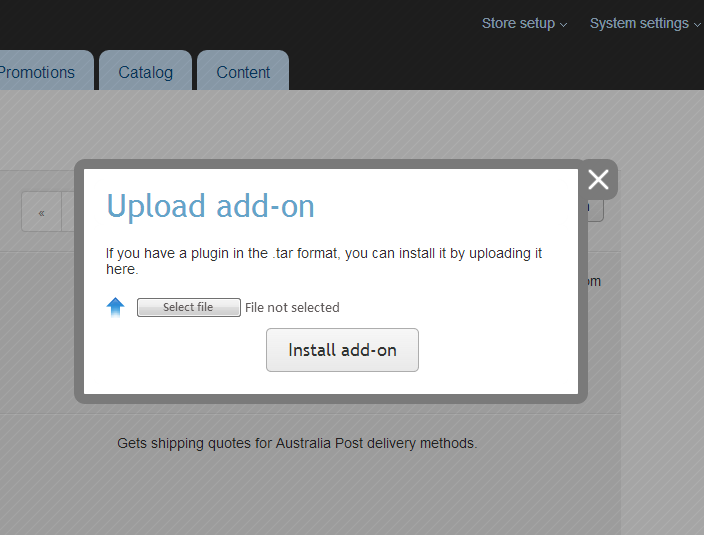 Store setup System settings
Promotions Catalog Content
«
Upload add-on
If you have a plugin in the .tar format, you can install it by uploading it
here.
om
Select file File not selected
Install add-on
Gets shipping quotes for Australia Post delivery methods.